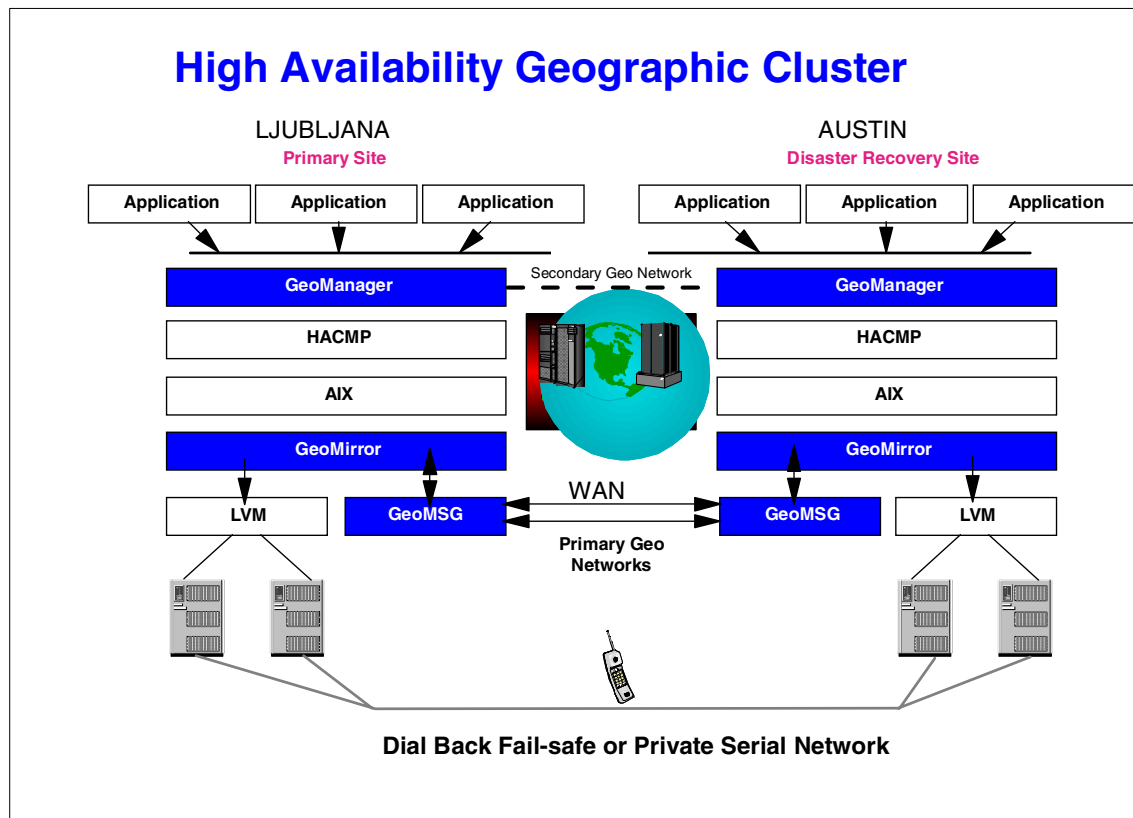 High Availability Geographic Cluster
LJUBLJANA
Primary Site
AUSTIN
Disaster Recovery Site
Application
Application
Application
Application
Application
Application
Secondary Geo Network
GeoManager
GeoManager
HACMP
HACMP
AIX
AIX
GeoMirror
GeoMirror
LVM
GeoMSG
WAN
GeoMSG
LVM
Primary Geo
Networks
Dial Back Fail-safe or Private Serial Network